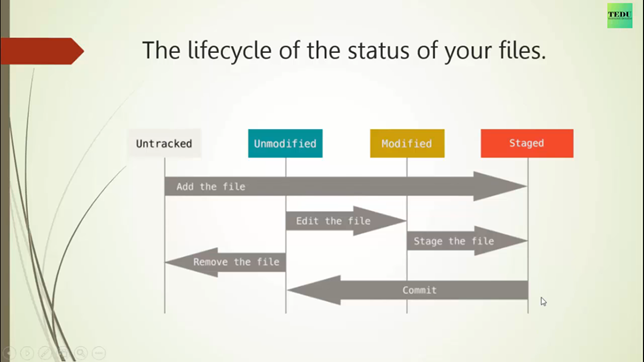 TEDU
The lifecycle of the status of your files.
Untracked
Unmodified
Modified
Staged
Add the file
Edit the file
Stage the file
Remove the file
Commit